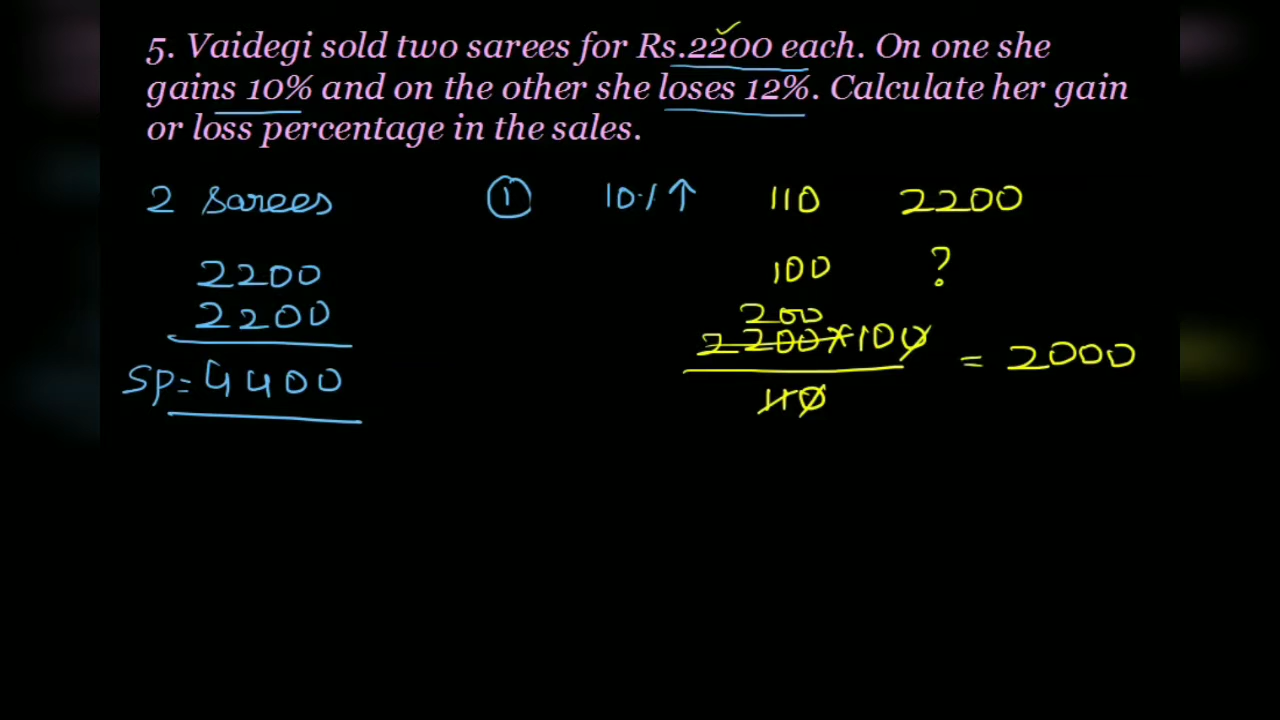 5. Vaidegi sold two sarees for Rs.2200 each. On one she
gains 10% and on the other she loses 12%. Calculate her gain
or loss percentage in the sales.
2 Sarees
2200
2200
SP= 4400
① 10% ↑ 110 2200
100 ?
200
2200*100
110
= 2000